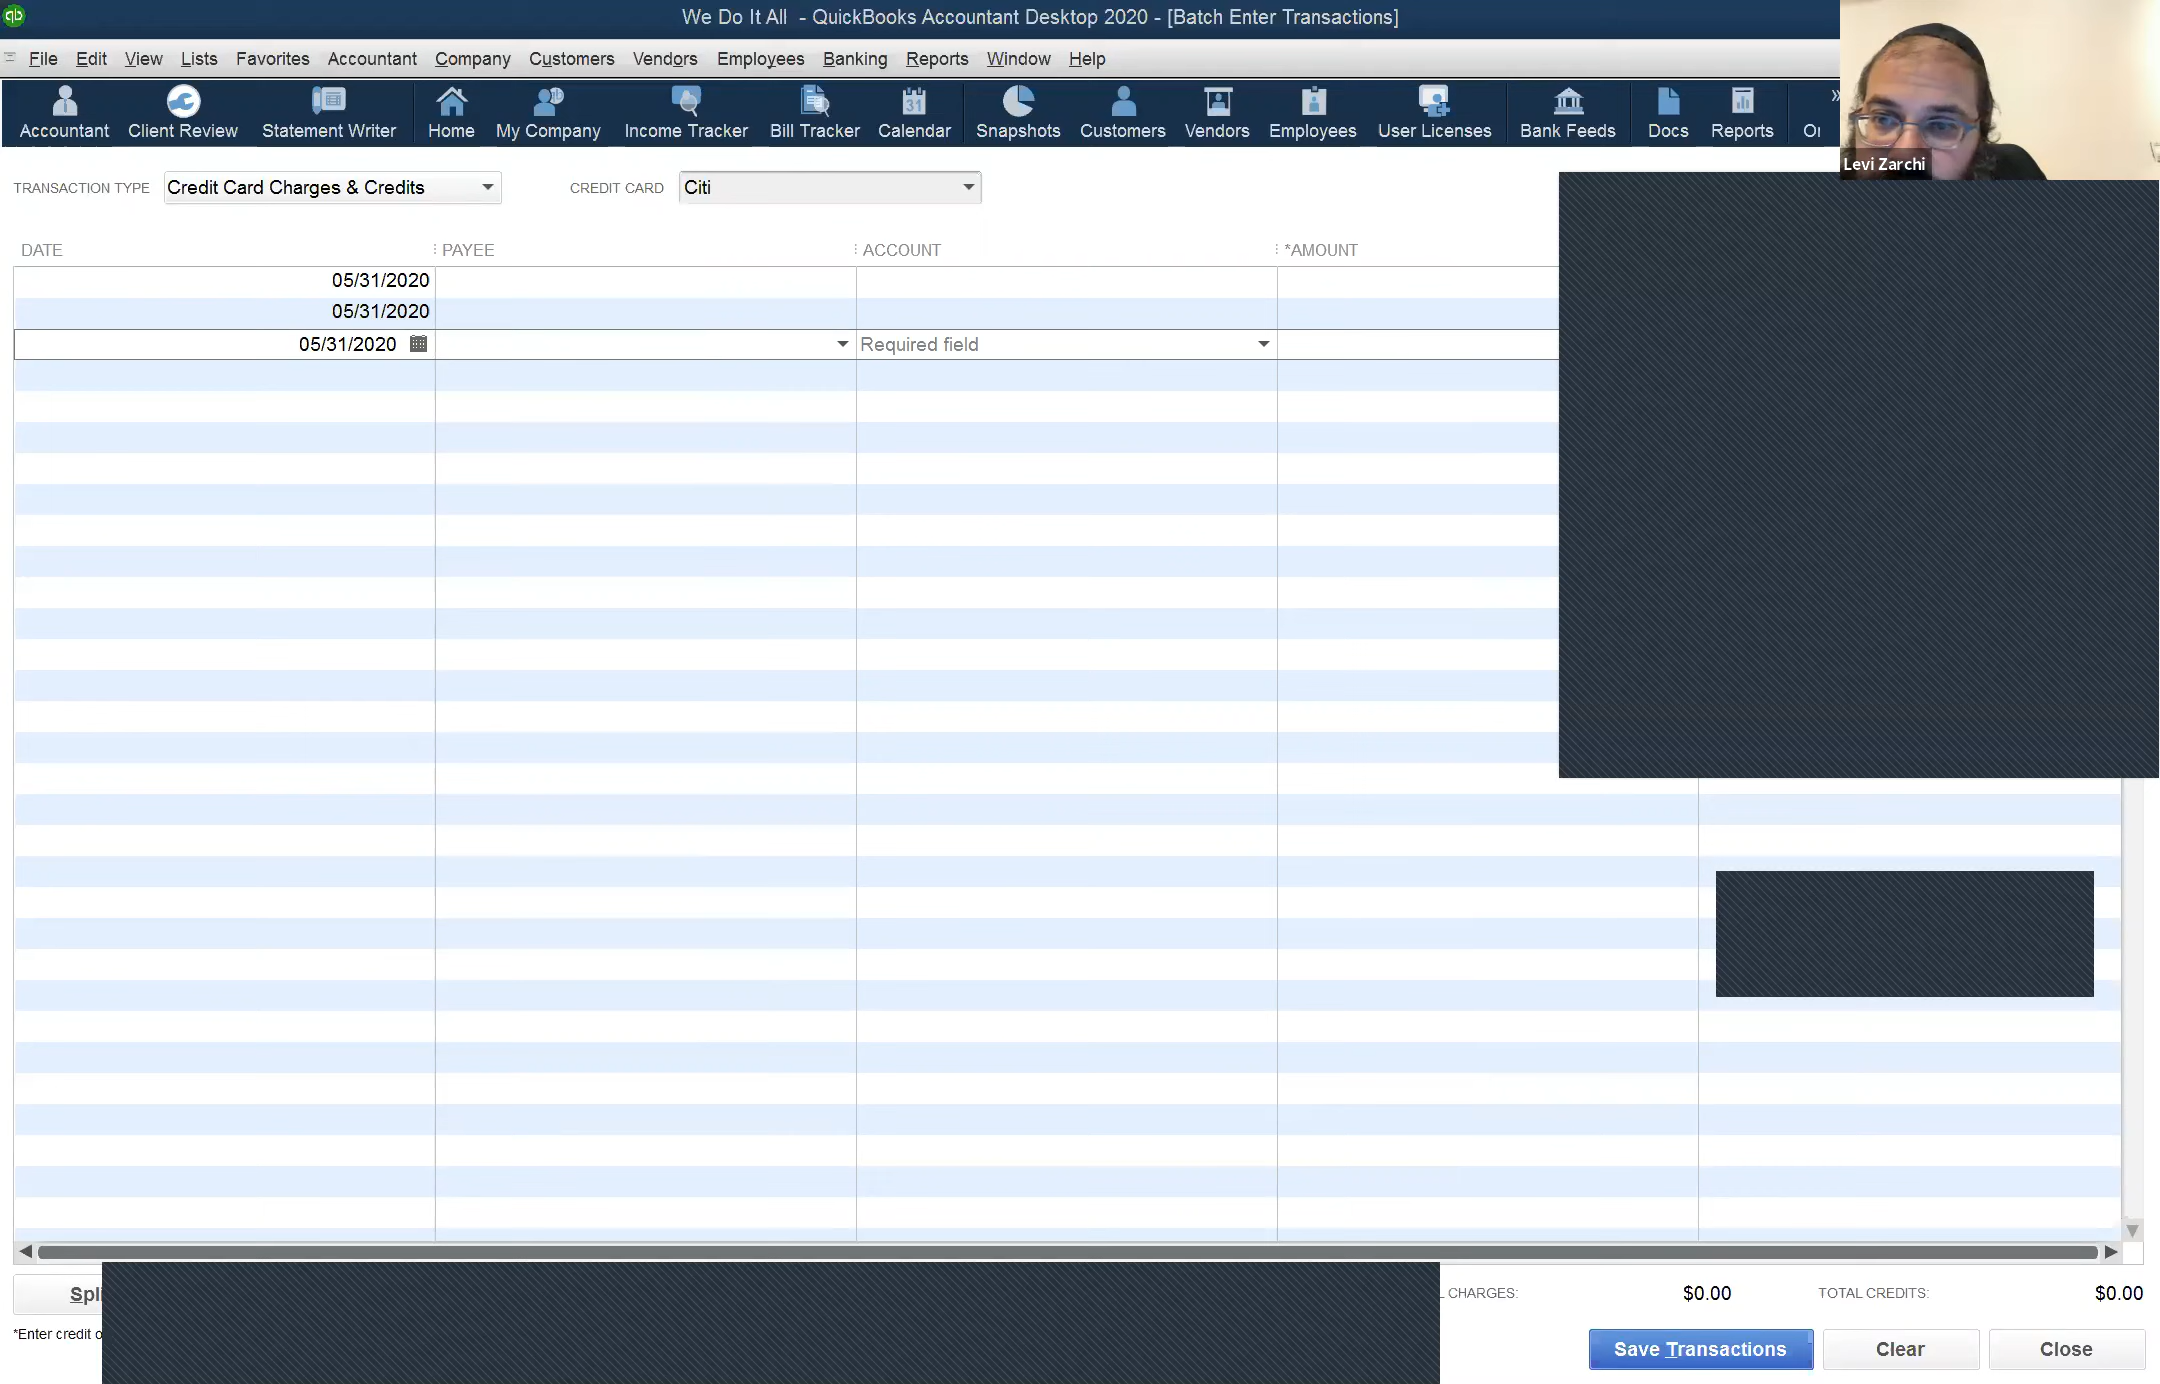 We Do It All - QuickBooks Accountant Desktop 2020 - [Batch Enter Transactions]
File Edit View Lists Favorites Accountant Company Customers Vendors Employees Banking Reports Window Help
Accountant Client Review Statement Writer Home My Company Income Tracker Bill Tracker Calendar Snapshots Customers Vendors Employees User Licenses Bank Feeds Docs Reports
Levi Zarchi
TRANSACTION TYPE Credit Card Charges & Credits CREDIT CARD Citi
DATE PAYEE ACCOUNT *AMOUNT
05/31/2020
05/31/2020
05/31/2020 Required field
CHARGES: $0.00 TOTAL CREDITS: $0.00
*Enter credit
Save Transactions Clear Close